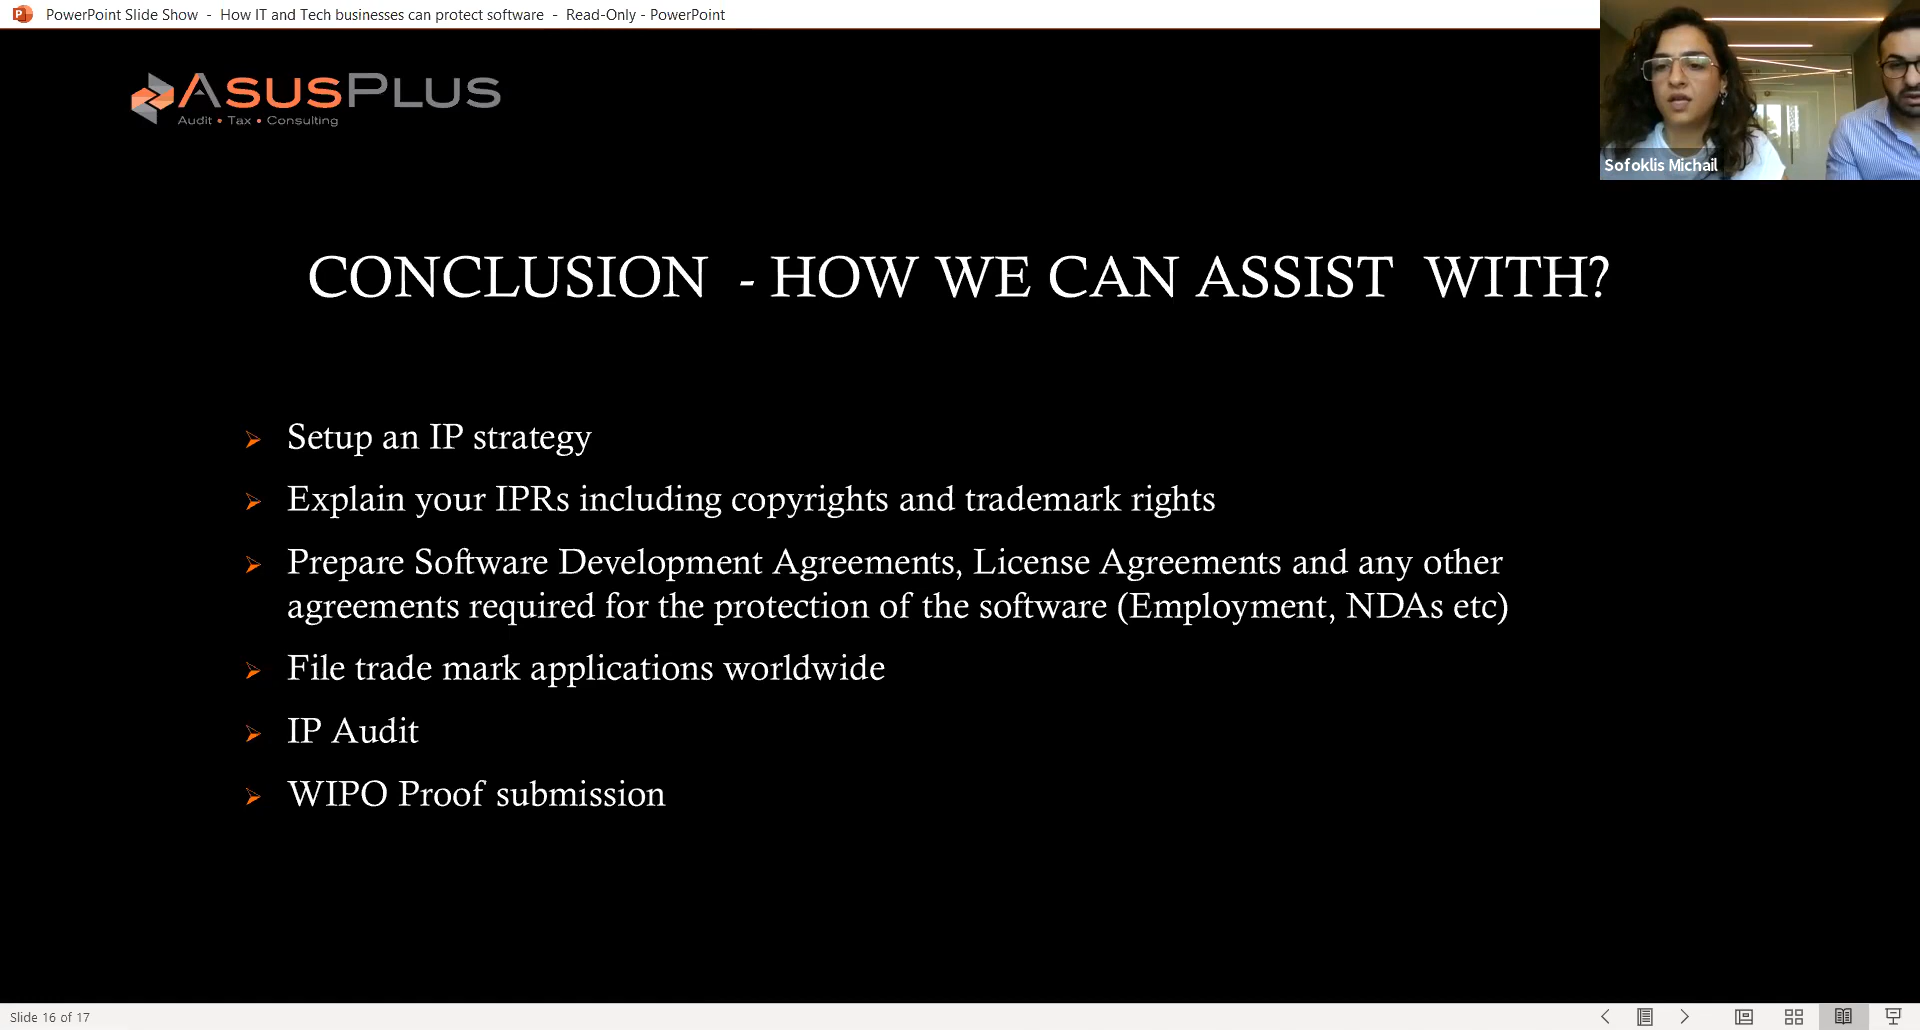 PowerPoint Slide Show - How IT and Tech businesses can protect software - Read-Only - PowerPoint
ASUSPLUS
Audit • Tax • Consulting
Sofoklis Michail
CONCLUSION - HOW WE CAN ASSIST WITH?
Setup an IP strategy
Explain your IPRs including copyrights and trademark rights
Prepare Software Development Agreements, License Agreements and any other
agreements required for the protection of the software (Employment, NDAs etc)
File trade mark applications worldwide
IP Audit
WIPO Proof submission
Slide 16 of 17